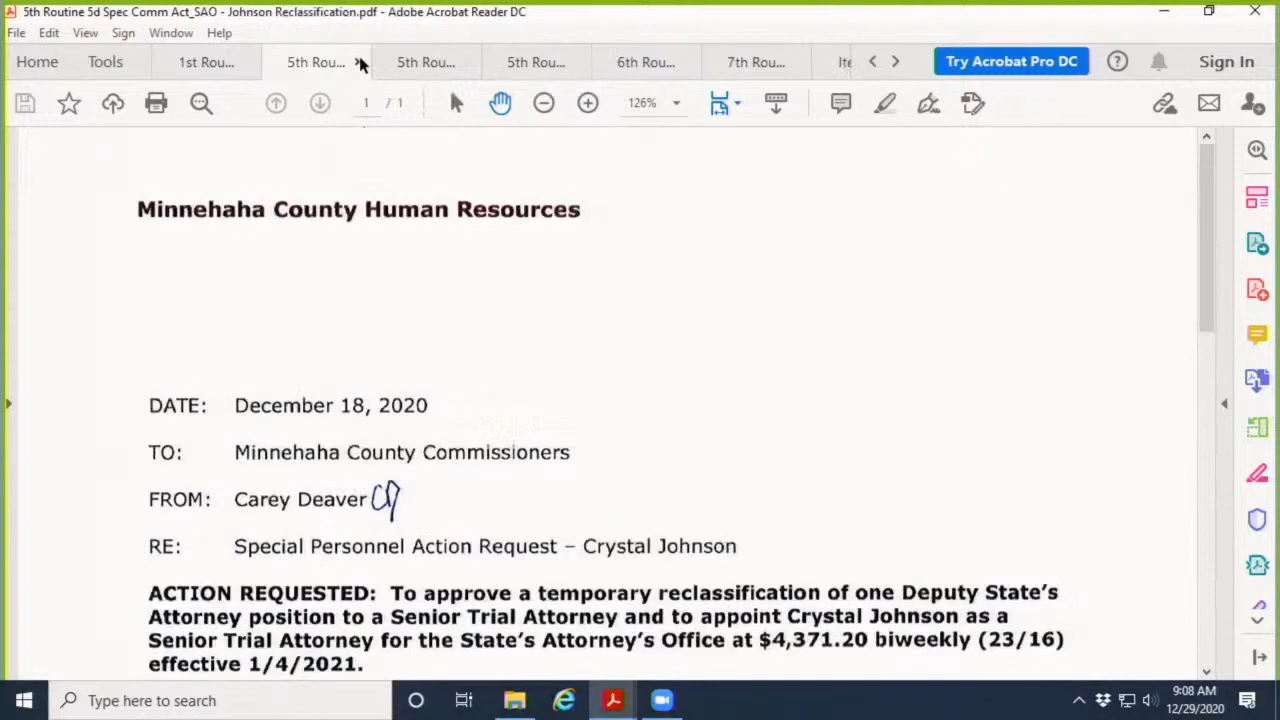 5th Routine 5d Spec Comm Act_SAO - Johnson Reclassification.pdf - Adobe Acrobat Reader DC
File Edit View Sign Window Help
Home Tools 1st Rou... 5th Rou... 5th Rou... 5th Rou... 6th Rou... 7th Rou... Ite Try Acrobat Pro DC Sign In
1 / 1 126%
Minnehaha County Human Resources
DATE: December 18, 2020
TO: Minnehaha County Commissioners
FROM: Carey Deaver CD
RE: Special Personnel Action Request – Crystal Johnson
ACTION REQUESTED: To approve a temporary reclassification of one Deputy State's
Attorney position to a Senior Trial Attorney and to appoint Crystal Johnson as a
Senior Trial Attorney for the State's Attorney's Office at $4,371.20 biweekly (23/16)
effective 1/4/2021.
Type here to search
9:08 AM
12/29/2020